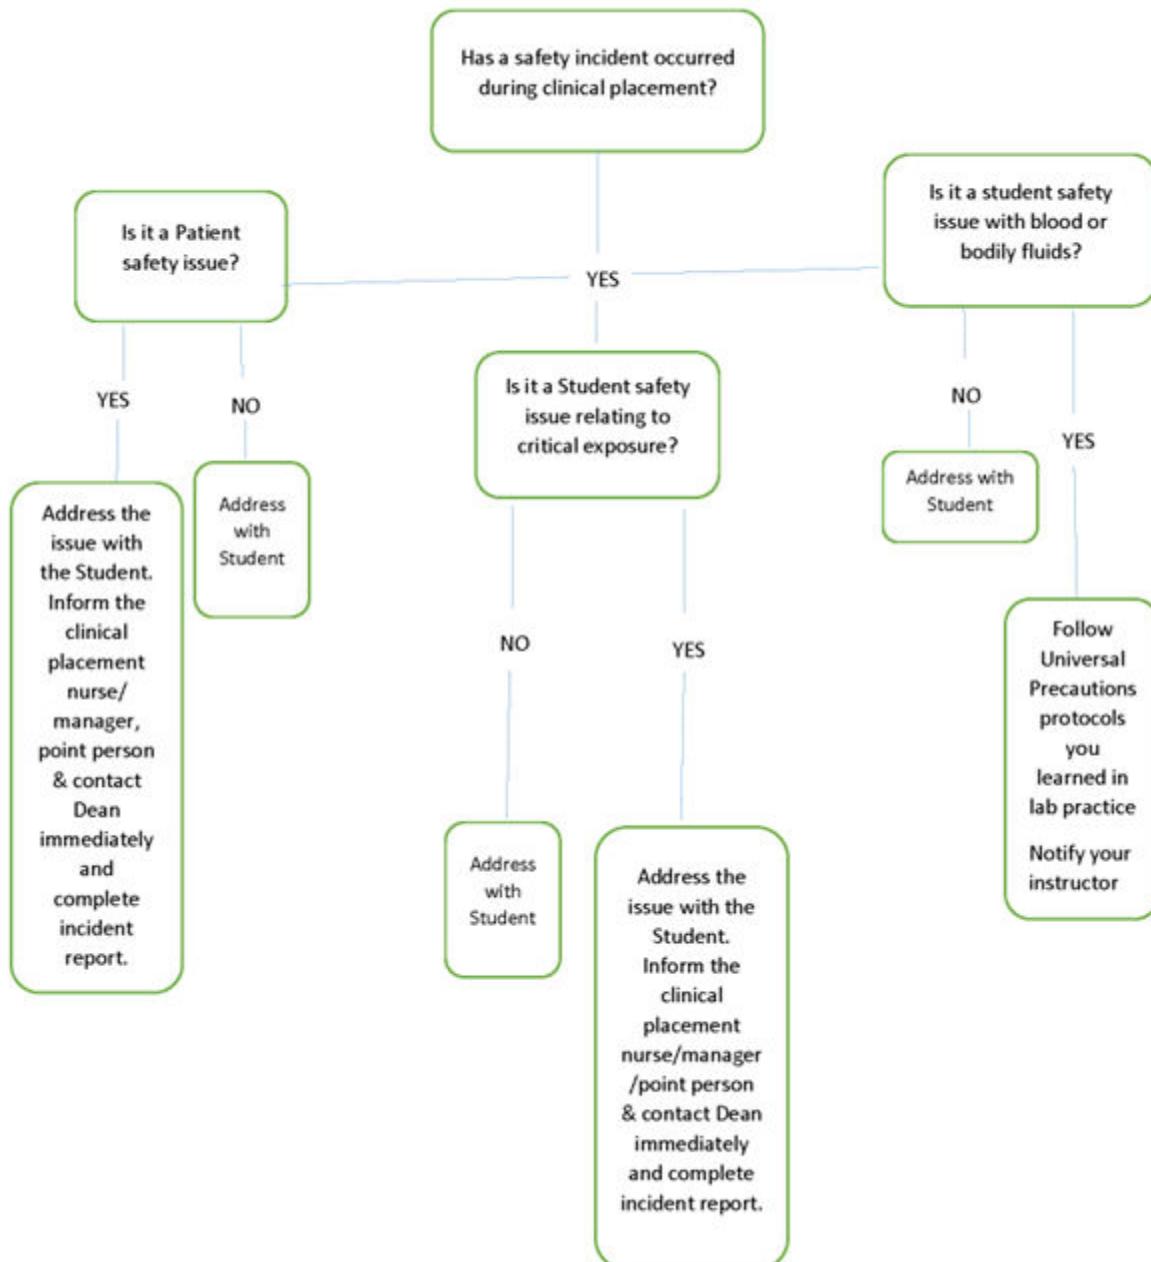 Has a safety incident occurred
during clinical placement?
Is it a Patient
safety issue?
Is it a student safety
issue with blood or
bodily fluids?
YES
Is it a Student safety
issue relating to
critical exposure?
YES
NO
NO
YES
Address the
issue with
the Student.
Inform the
clinical
placement
nurse/
manager,
point person
& contact
Dean
immediately
and
complete
incident
report.
Address
with
Student
Address with
Student
NO
YES
Follow
Universal
Precautions
protocols
you
learned in
lab practice
Notify your
instructor
Address
with
Student
Address the
issue with the
Student.
Inform the
clinical
placement
nurse/manager
/point person
& contact Dean
immediately
and complete
incident report.